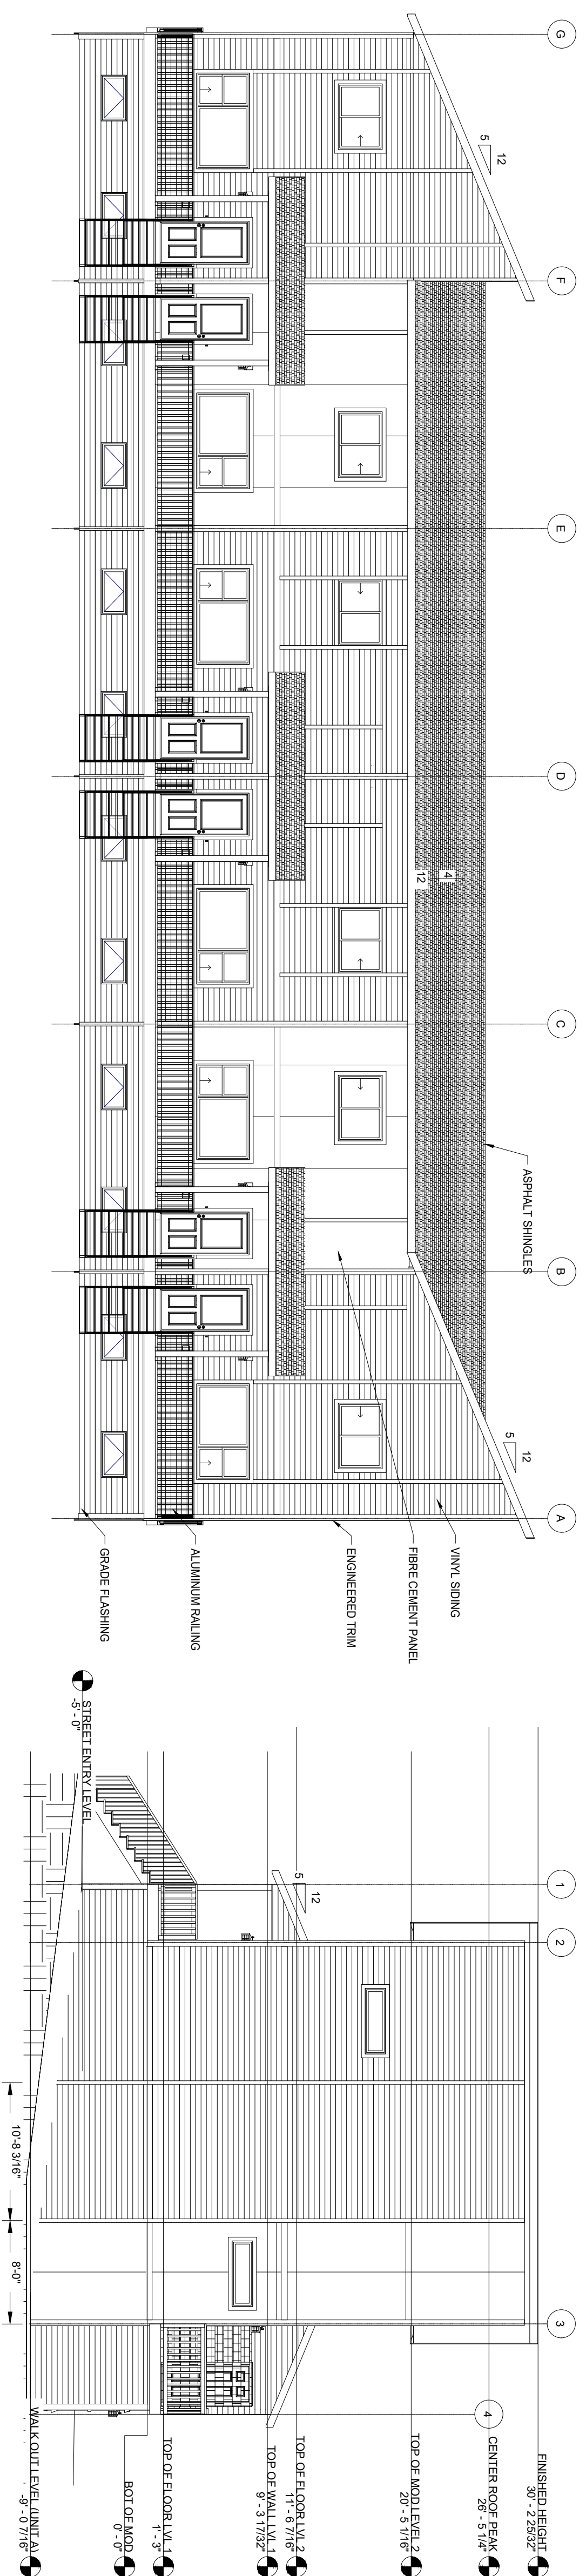 G
F
E
D
C
B
A
5
12
4
12
5
12
ASPHALT SHINGLES
VINYL SIDING
FIBRE CEMENT PANEL
ENGINEERED TRIM
ALUMINUM RAILING
GRADE FLASHING
1
2
3
4
5
12
STREET ENTRY LEVEL
-5' - 0"
10'-8 3/16"
8'-0"
FINISHED HEIGHT
30' - 2 25/32"
CENTER ROOF PEAK
26' - 5 1/4"
TOP OF MOD LEVEL 2
20' - 5 1/16"
TOP OF FLOOR LVL 2
11' - 6 7/16"
TOP OF WALL LVL 1
9' - 3 17/32"
TOP OF FLOOR LVL 1
1' - 3"
BOT OF MOD
0' - 0"
WALK OUT LEVEL (UNIT A)
-9' - 0 7/16"